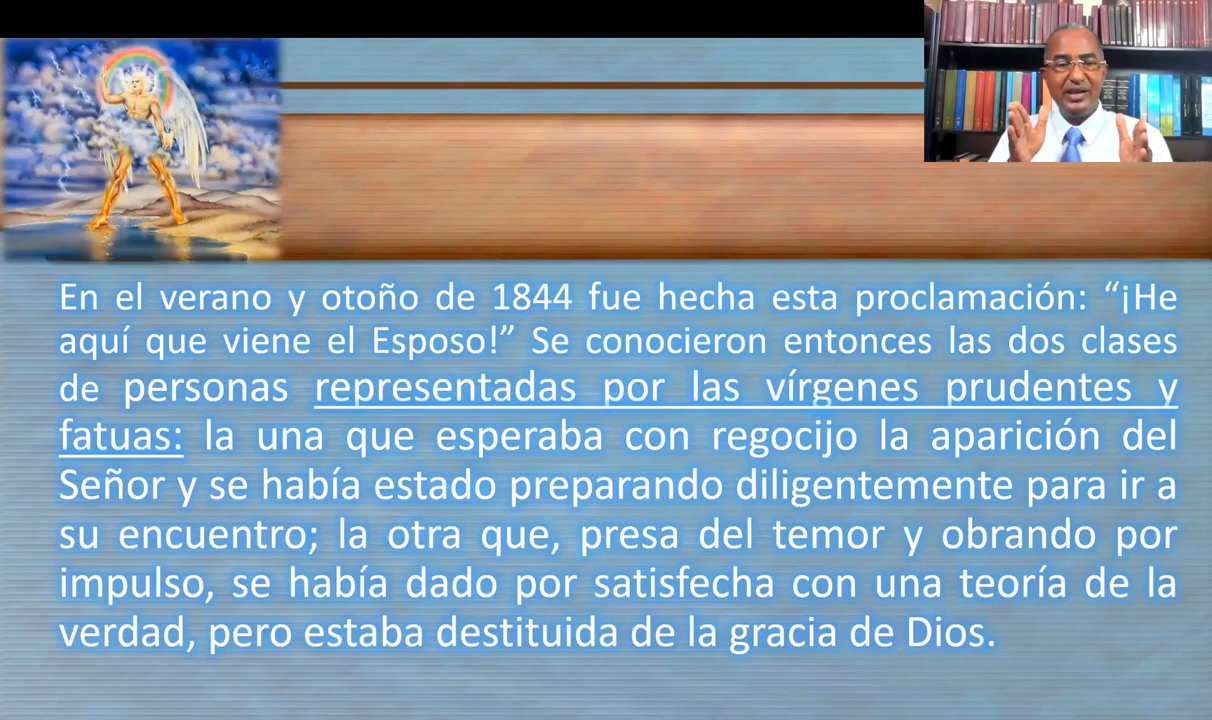 En el verano y otoño de 1844 fue hecha esta proclamación: “¡He
aquí que viene el Esposo!” Se conocieron entonces las dos clases
de personas representadas por las vírgenes prudentes y
fatuas: la una que esperaba con regocijo la aparición del
Señor y se había estado preparando diligentemente para ir a
su encuentro; la otra que, presa del temor y obrando por
impulso, se había dado por satisfecha con una teoría de la
verdad, pero estaba destituida de la gracia de Dios.